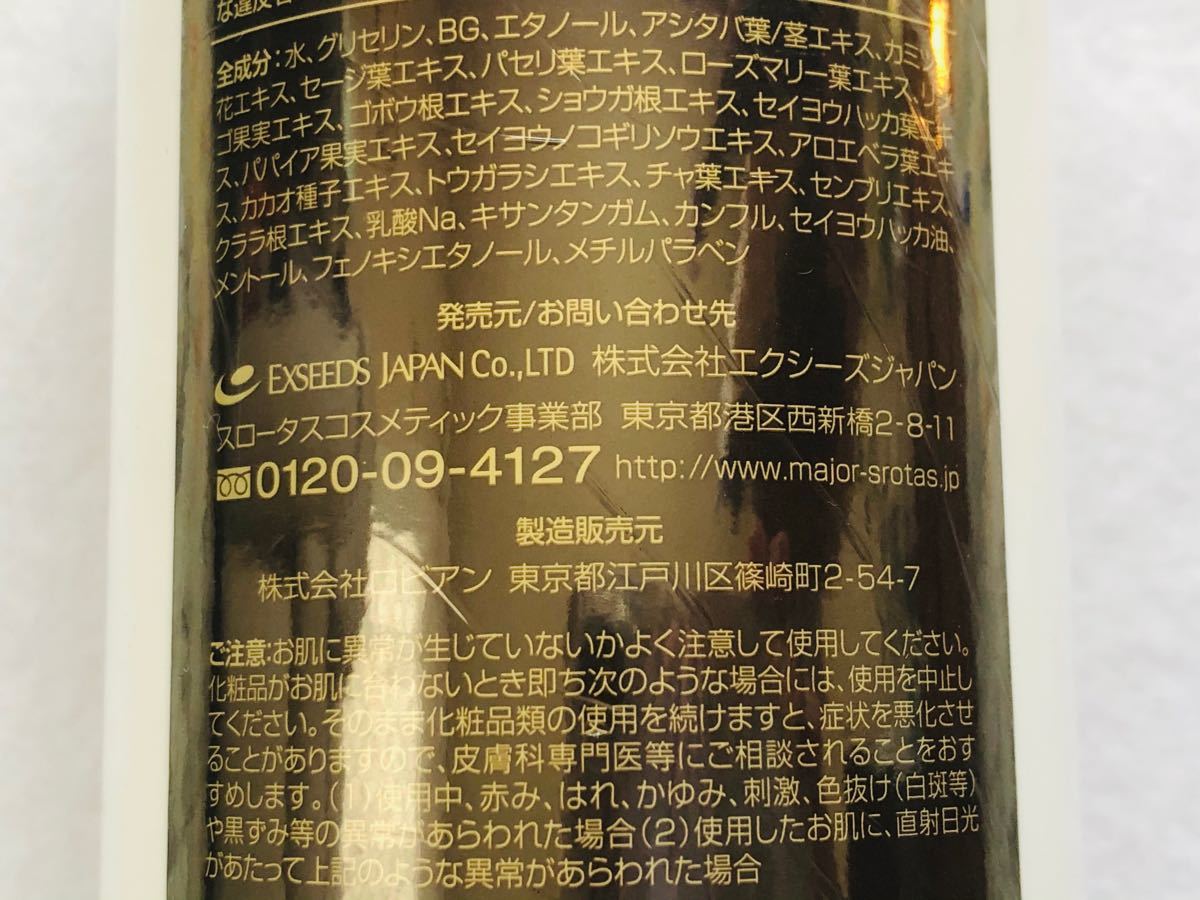 な違反
全成分:水、グリセリン、BG、エタノール、アシタバ葉/茎エキス、カミツ
花エキス、セージ葉エキス、パセリ葉エキス、ローズマリー葉エキス、リン
ゴ果実エキス、ゴボウ根エキス、ショウガ根エキス、セイヨウハッカ葉エキ
ス、パパイア果実エキス、セイヨウノコギリソウエキス、アロエベラ葉エキ
ス、カカオ種子エキス、トウガラシエキス、チャ葉エキス、センブリエキス、
クララ根エキス、乳酸Na、キサンタンガム、カンフル、セイヨウハッカ油、
メントール、フェノキシエタノール、メチルパラベン
発売元/お問い合わせ先
EXSEEDS JAPAN Co.,LTD 株式会社エクシーズジャパン
スロータスコスメティック事業部 東京都港区西新橋2-8-11
0120-09-4127 http://www.major-srotas.jp
製造販売元
株式会社ロビアン 東京都江戸川区篠崎町2-54-7
ご注意:お肌に異常が生じていないかよく注意して使用してください。
化粧品がお肌に合わないとき即ち次のような場合には、使用を中止し
てください。そのまま化粧品類の使用を続けますと、症状を悪化させ
ることがありますので、皮膚科専門医等にご相談されることをおす
すめします。(1)使用中、赤み、はれ、かゆみ、刺激、色抜け(白斑等)
や黒ずみ等の異常があらわれた場合(2)使用したお肌に、直射日光
があたって上記のような異常があらわれた場合